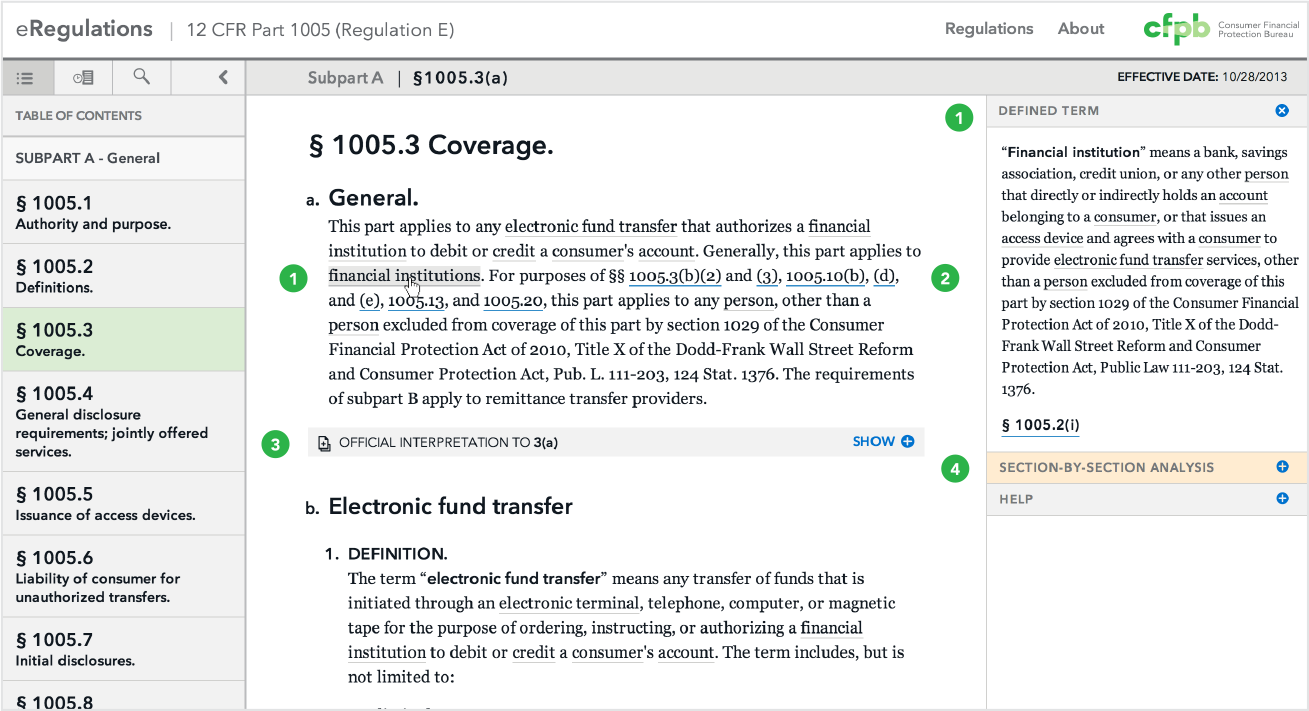 eRegulations | 12 CFR Part 1005 (Regulation E)
Regulations About
cfpb Consumer Financial
Protection Bureau
Subpart A | §1005.3(a)
EFFECTIVE DATE: 10/28/2013
TABLE OF CONTENTS
SUBPART A - General
§ 1005.1
Authority and purpose.
§ 1005.2
Definitions.
§ 1005.3
Coverage.
§ 1005.4
General disclosure
requirements; jointly offered
services.
§ 1005.5
Issuance of access devices.
§ 1005.6
Liability of consumer for
unauthorized transfers.
§ 1005.7
Initial disclosures.
§ 1005.8
§ 1005.3 Coverage.
a. General.
This part applies to any electronic fund transfer that authorizes a financial
institution to debit or credit a consumer's account. Generally, this part applies to
1 financial institutions. For purposes of §§ 1005.3(b)(2) and (3), 1005.10(b), (d), 2
and (e), 1005.13, and 1005.20, this part applies to any person, other than a
person excluded from coverage of this part by section 1029 of the Consumer
Financial Protection Act of 2010, Title X of the Dodd-Frank Wall Street Reform
and Consumer Protection Act, Pub. L. 111-203, 124 Stat. 1376. The requirements
of subpart B apply to remittance transfer providers.
3 OFFICIAL INTERPRETATION TO 3(a) SHOW
b. Electronic fund transfer
1. DEFINITION.
The term “electronic fund transfer” means any transfer of funds that is
initiated through an electronic terminal, telephone, computer, or magnetic
tape for the purpose of ordering, instructing, or authorizing a financial
institution to debit or credit a consumer's account. The term includes, but is
not limited to:
1 DEFINED TERM
“Financial institution” means a bank, savings
association, credit union, or any other person
that directly or indirectly holds an account
belonging to a consumer, or that issues an
access device and agrees with a consumer to
provide electronic fund transfer services, other
than a person excluded from coverage of this
part by section 1029 of the Consumer Financial
Protection Act of 2010, Title X of the Dodd-
Frank Wall Street Reform and Consumer
Protection Act, Public Law 111-203, 124 Stat.
1376.
§ 1005.2(i)
4 SECTION-BY-SECTION ANALYSIS
HELP